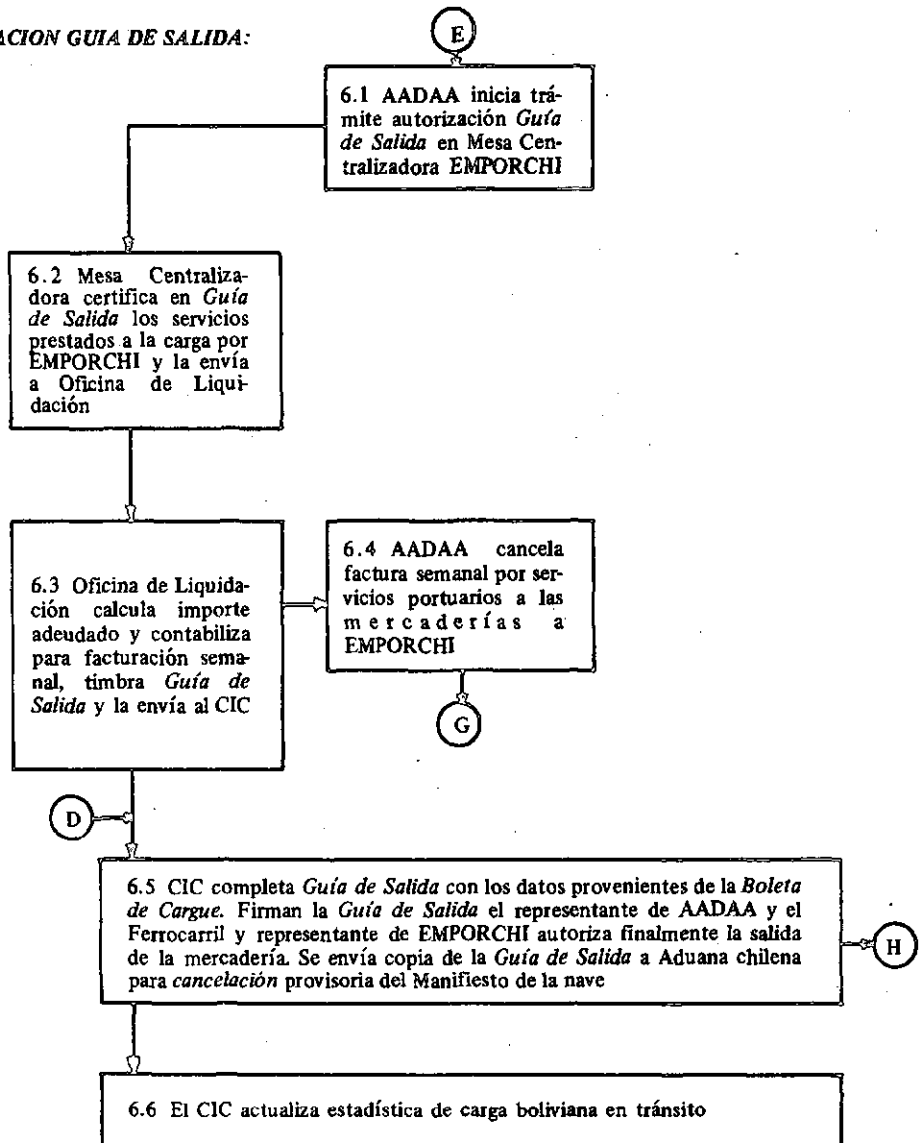 ACION GUIA DE SALIDA:
E
6.1 AADAA inicia trá-
mite autorización Guía
de Salida en Mesa Cen-
tralizadora EMPORCHI
6.2 Mesa Centraliza-
dora certifica en Guía
de Salida los servicios
prestados a la carga por
EMPORCHI y la envía
a Oficina de Liqui-
dación
6.3 Oficina de Liquida-
ción calcula importe
adeudado y contabiliza
para facturación sema-
nal, timbra Guía de
Salida y la envía al CIC
6.4 AADAA cancela
factura semanal por ser-
vicios portuarios a las
mercaderías a
EMPORCHI
G
D
6.5 CIC completa Guía de Salida con los datos provenientes de la Boleta
de Cargue. Firman la Guía de Salida el representante de AADAA y el
Ferrocarril y representante de EMPORCHI autoriza finalmente la salida
de la mercadería. Se envía copia de la Guía de Salida a Aduana chilena
para cancelación provisoria del Manifiesto de la nave
H
6.6 El CIC actualiza estadística de carga boliviana en tránsito